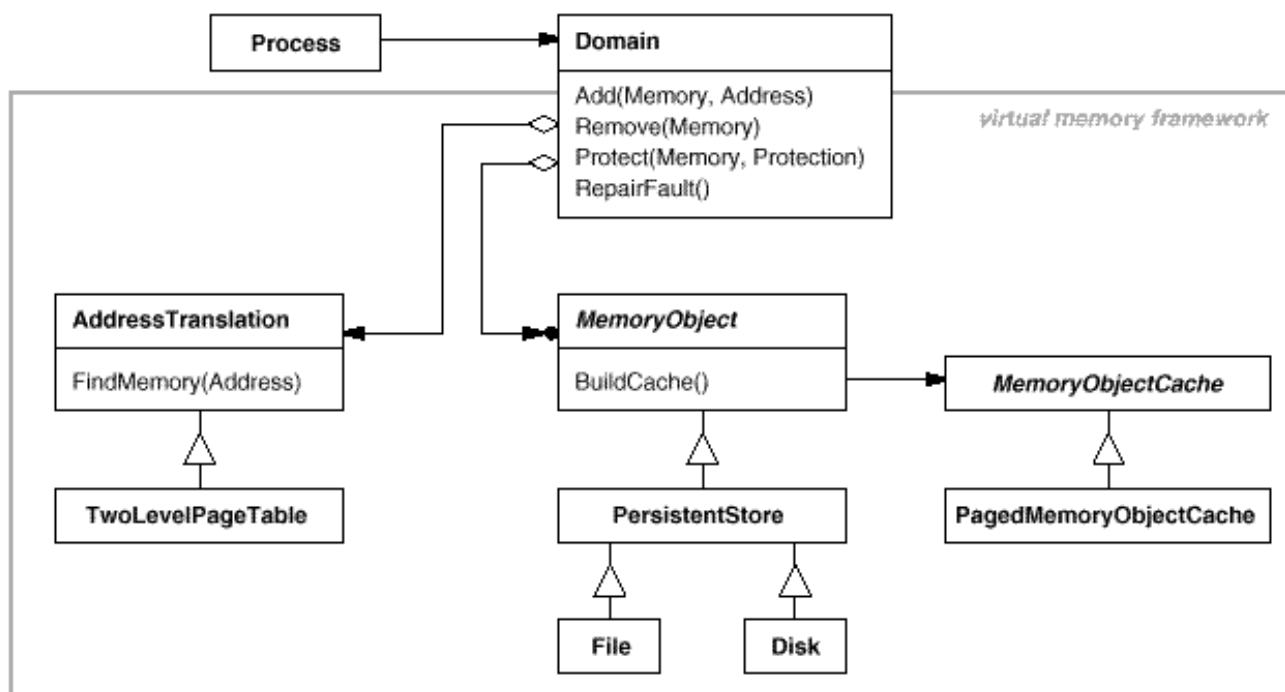 Process
Domain
Add(Memory, Address)
Remove(Memory)
Protect(Memory, Protection)
RepairFault()
virtual memory framework
AddressTranslation
FindMemory(Address)
MemoryObject
BuildCache()
MemoryObjectCache
TwoLevelPageTable
PersistentStore
PagedMemoryObjectCache
File
Disk